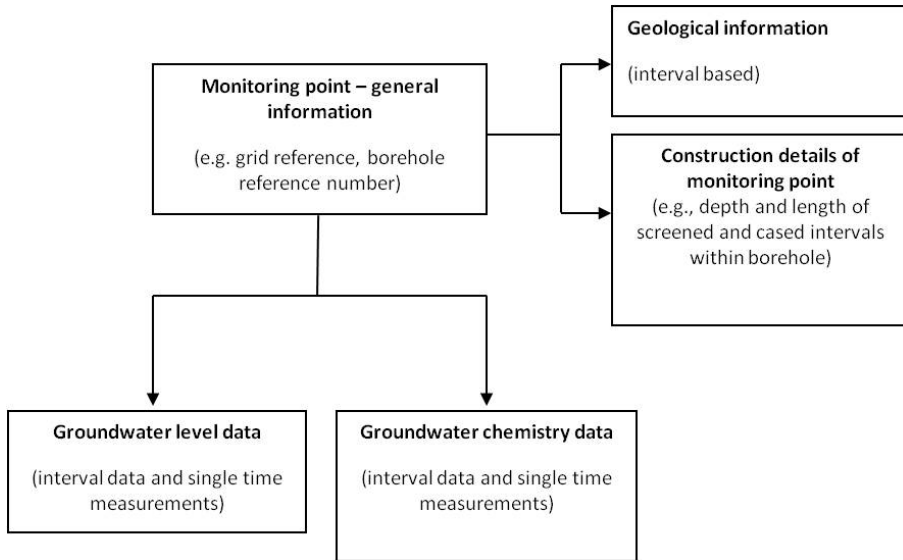 Geological information
(interval based)
Monitoring point – general
information
(e.g. grid reference, borehole
reference number)
Construction details of
monitoring point
(e.g., depth and length of
screened and cased intervals
within borehole)
Groundwater level data
(interval data and single time
measurements)
Groundwater chemistry data
(interval data and single time
measurements)